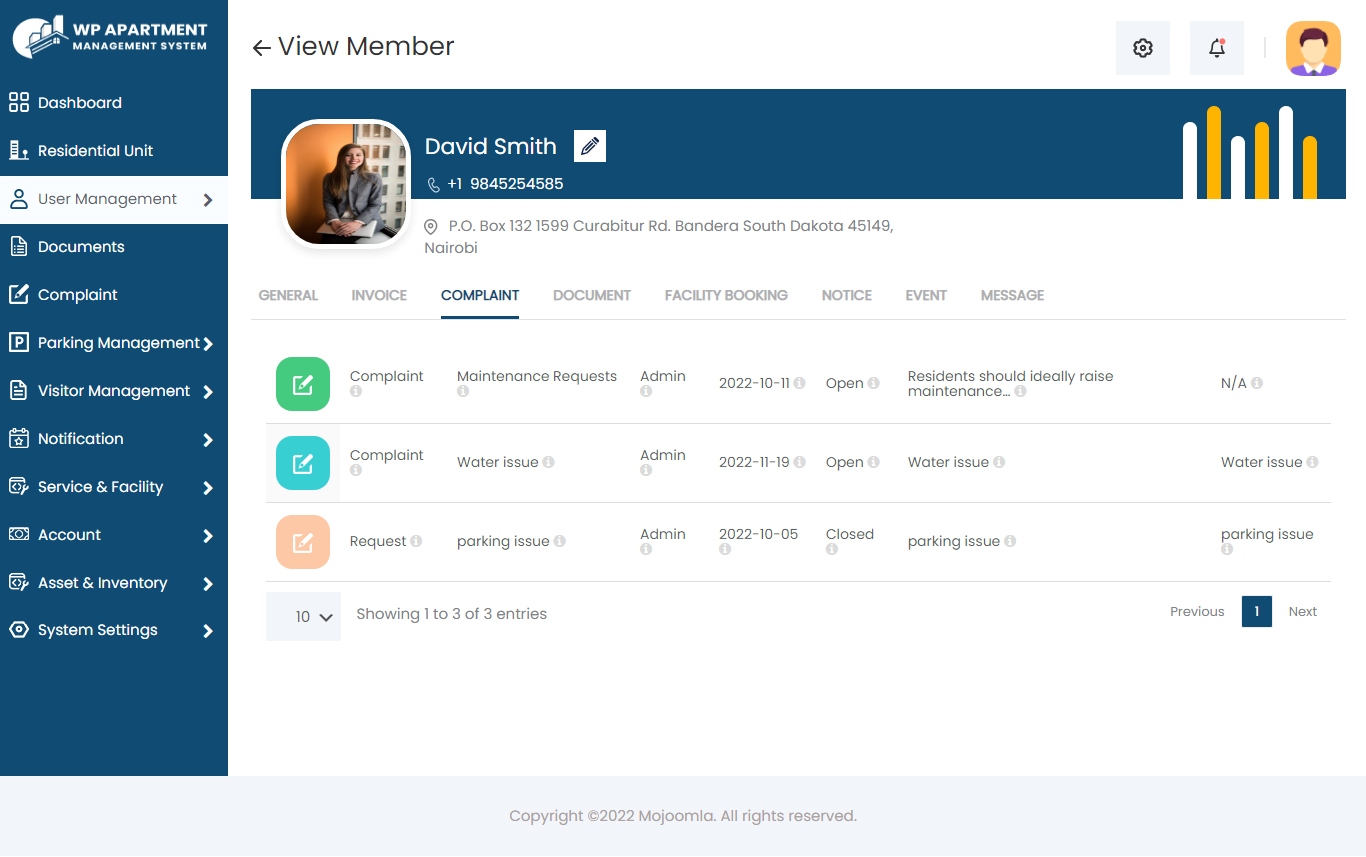 WP APARTMENT
MANAGEMENT SYSTEM
Dashboard
Residential Unit
User Management
Documents
Complaint
Parking Management
Visitor Management
Notification
Service & Facility
Account
Asset & Inventory
System Settings
View Member
David Smith
+1 9845254585
P.O. Box 132 1599 Curabitur Rd. Bandera South Dakota 45149,
Nairobi
GENERAL INVOICE COMPLAINT DOCUMENT FACILITY BOOKING NOTICE EVENT MESSAGE
Complaint Maintenance Requests Admin 2022-10-11 Open Residents should ideally raise
maintenance... N/A
Complaint Water issue Admin 2022-11-19 Open Water issue Water issue
Request parking issue Admin 2022-10-05 Closed parking issue parking issue
10 Showing 1 to 3 of 3 entries Previous 1 Next
Copyright ©2022 Mojoomla. All rights reserved.